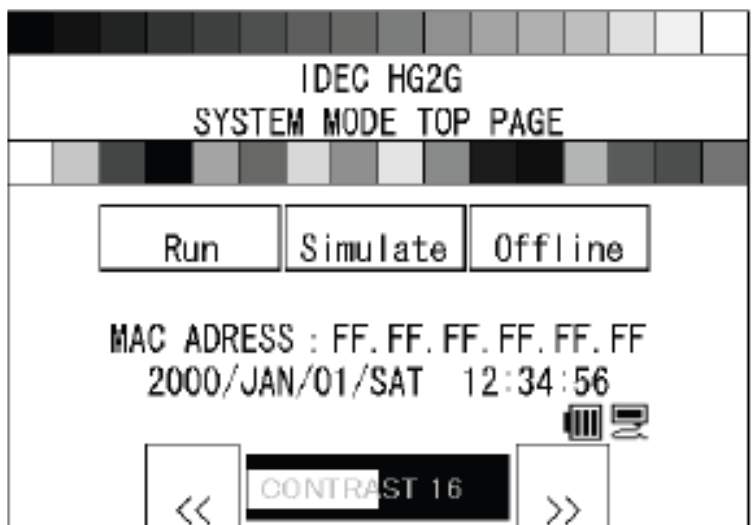 IDEC HG2G
SYSTEM MODE TOP PAGE
Run Simulate Offline
MAC ADRESS : FF. FF. FF. FF. FF. FF
2000/JAN/01/SAT 12:34:56
<< CONTRAST 16 >>